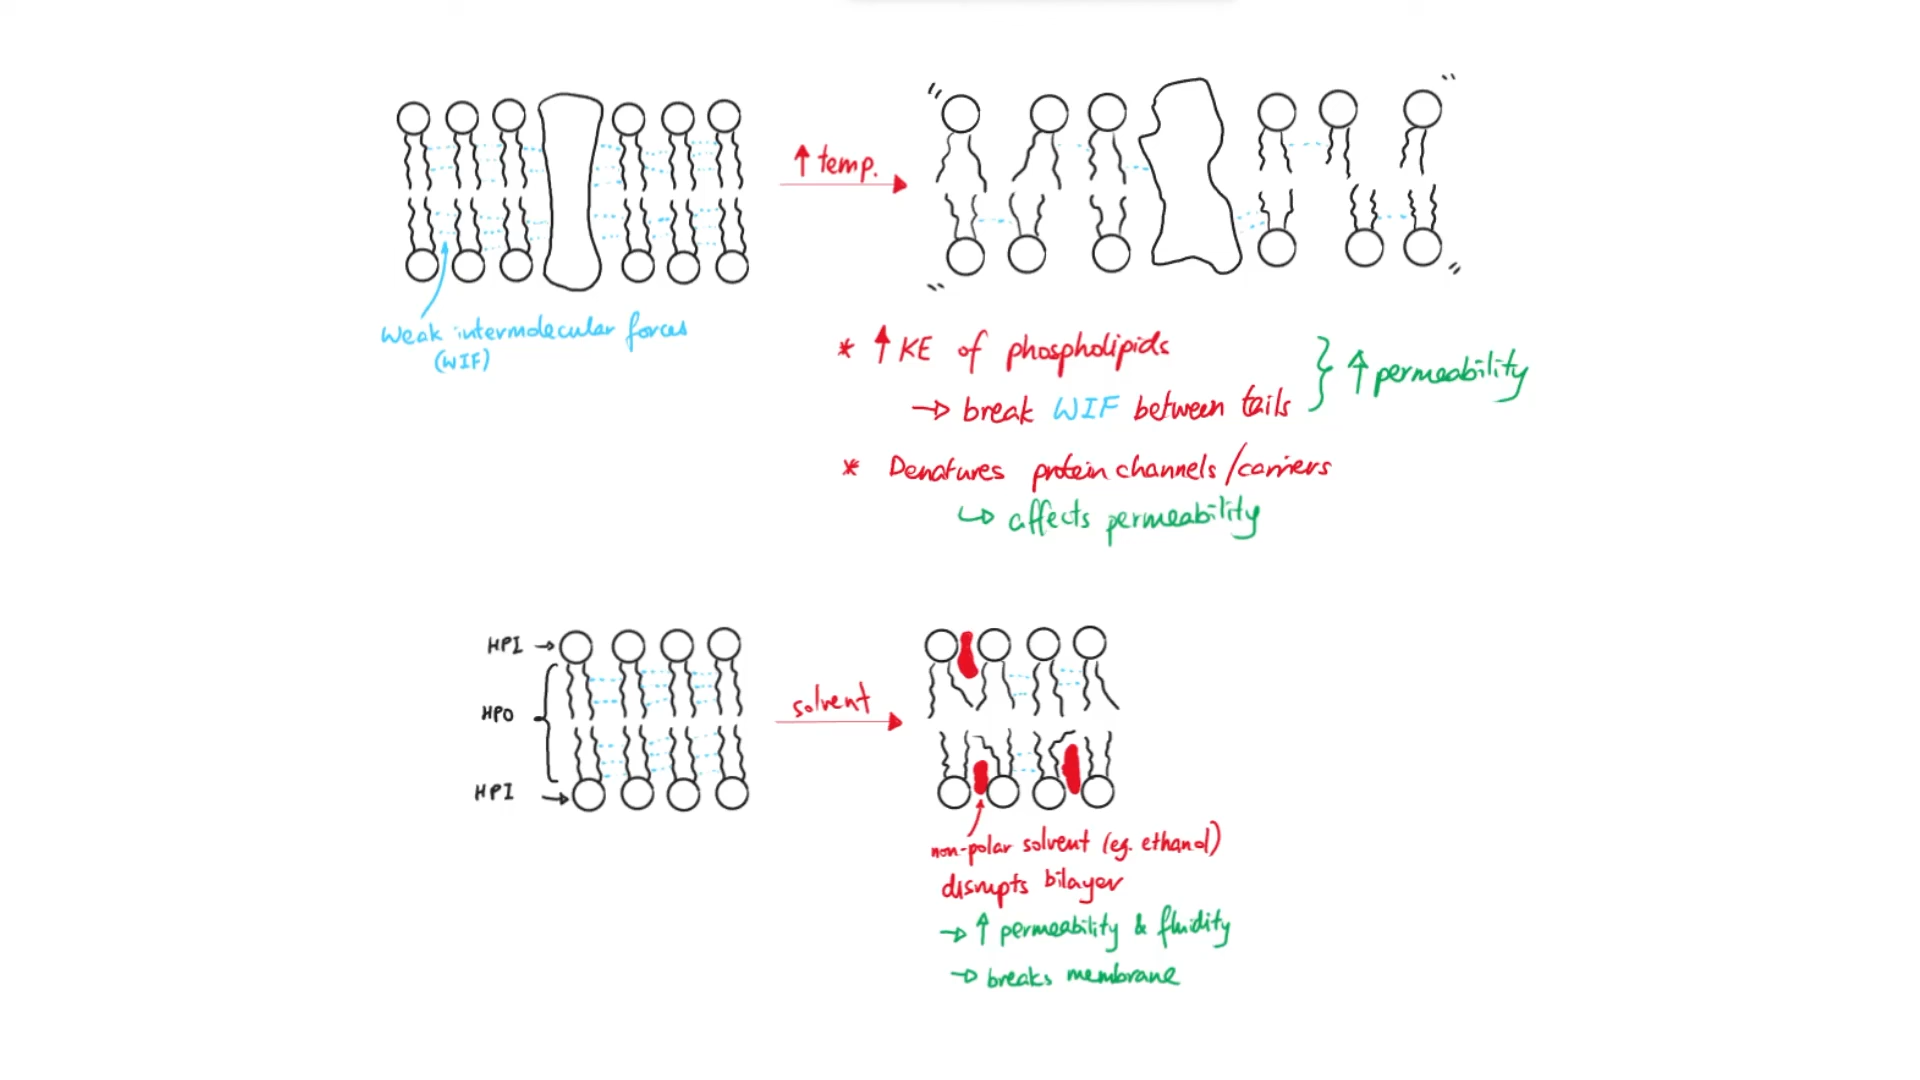 ↑ temp.
Weak intermolecular forces
(WIF)
* ↑ KE of phospholipids
→ break WIF between tails
↑ permeability
* Denatures protein channels/carriers
↳ affects permeability
HPI →
HPO
HPI →
solvent
non-polar solvent (eg. ethanol)
disrupts bilayer
→ ↑ permeability & fluidity
→ breaks membrane